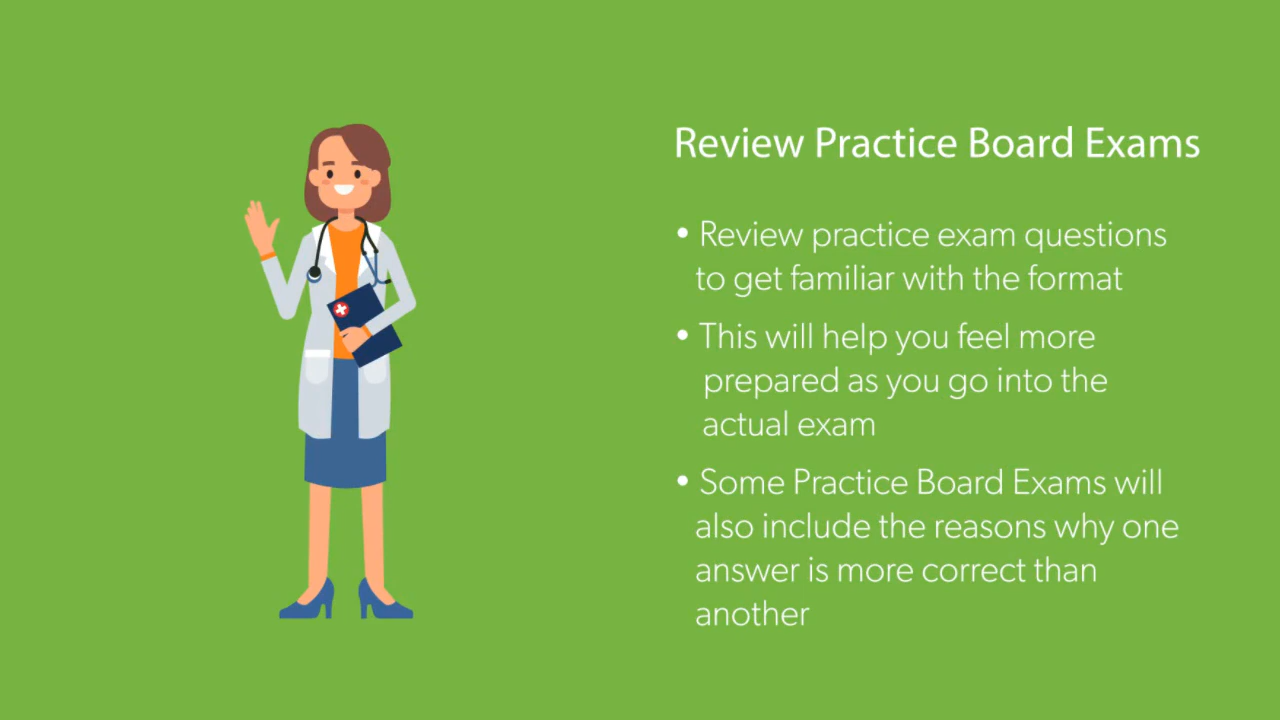 Review Practice Board Exams
• Review practice exam questions
to get familiar with the format
• This will help you feel more
prepared as you go into the
actual exam
• Some Practice Board Exams will
also include the reasons why one
answer is more correct than
another